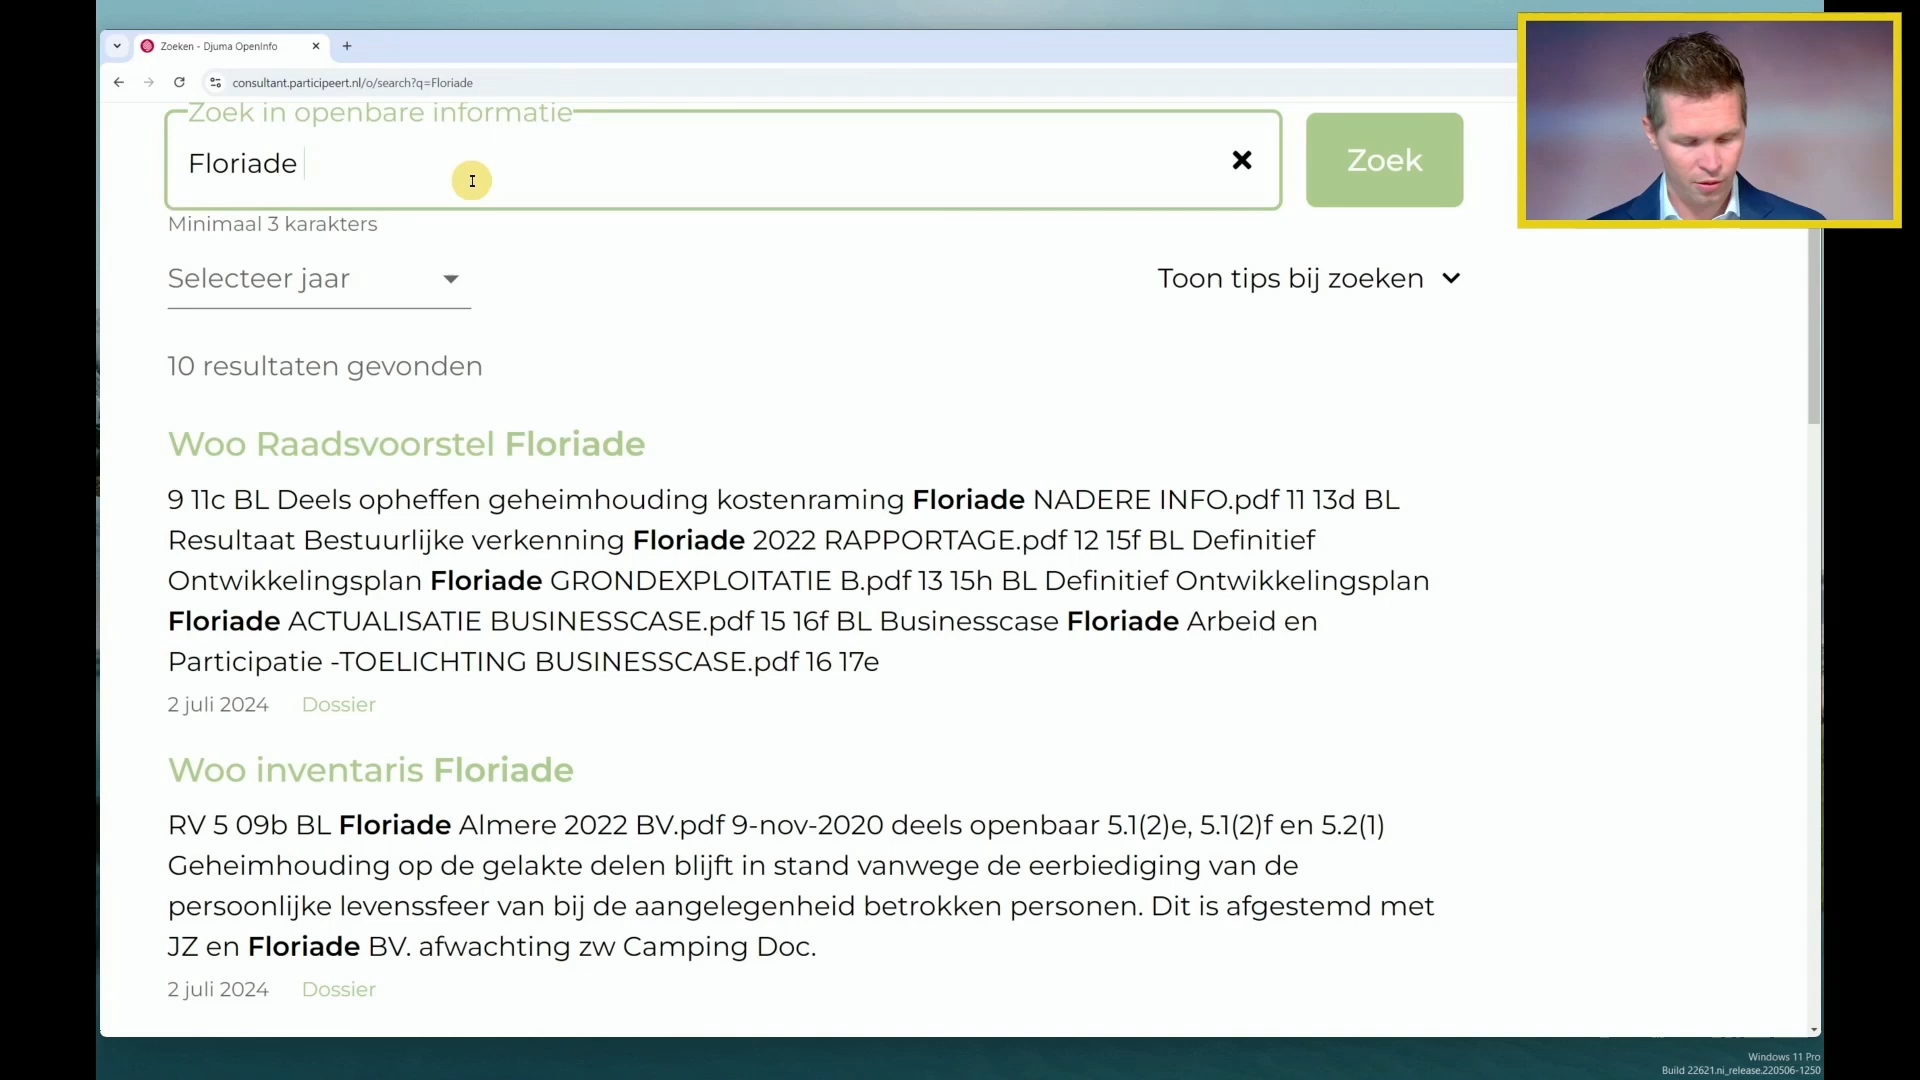 Zoeken - Djuma OpenInfo
consultant.participeert.nl/o/search?q=Floriade
Zoek in openbare informatie
Floriade
Zoek
Minimaal 3 karakters
Selecteer jaar
Toon tips bij zoeken
10 resultaten gevonden
Woo Raadsvoorstel Floriade
9 11c BL Deels opheffen geheimhouding kostenraming Floriade NADERE INFO.pdf 11 13d BL
Resultaat Bestuurlijke verkenning Floriade 2022 RAPPORTAGE.pdf 12 15f BL Definitief
Ontwikkelingsplan Floriade GRONDEXPLOITATIE B.pdf 13 15h BL Definitief Ontwikkelingsplan
Floriade ACTUALISATIE BUSINESSCASE.pdf 15 16f BL Businesscase Floriade Arbeid en
Participatie -TOELICHTING BUSINESSCASE.pdf 16 17e
2 juli 2024 Dossier
Woo inventaris Floriade
RV 5 09b BL Floriade Almere 2022 BV.pdf 9-nov-2020 deels openbaar 5.1(2)e, 5.1(2)f en 5.2(1)
Geheimhouding op de gelakte delen blijft in stand vanwege de eerbiediging van de
persoonlijke levenssfeer van bij de aangelegenheid betrokken personen. Dit is afgestemd met
JZ en Floriade BV. afwachting zw Camping Doc.
2 juli 2024 Dossier
Windows 11 Pro
Build 22621.ni_release.220506-1250